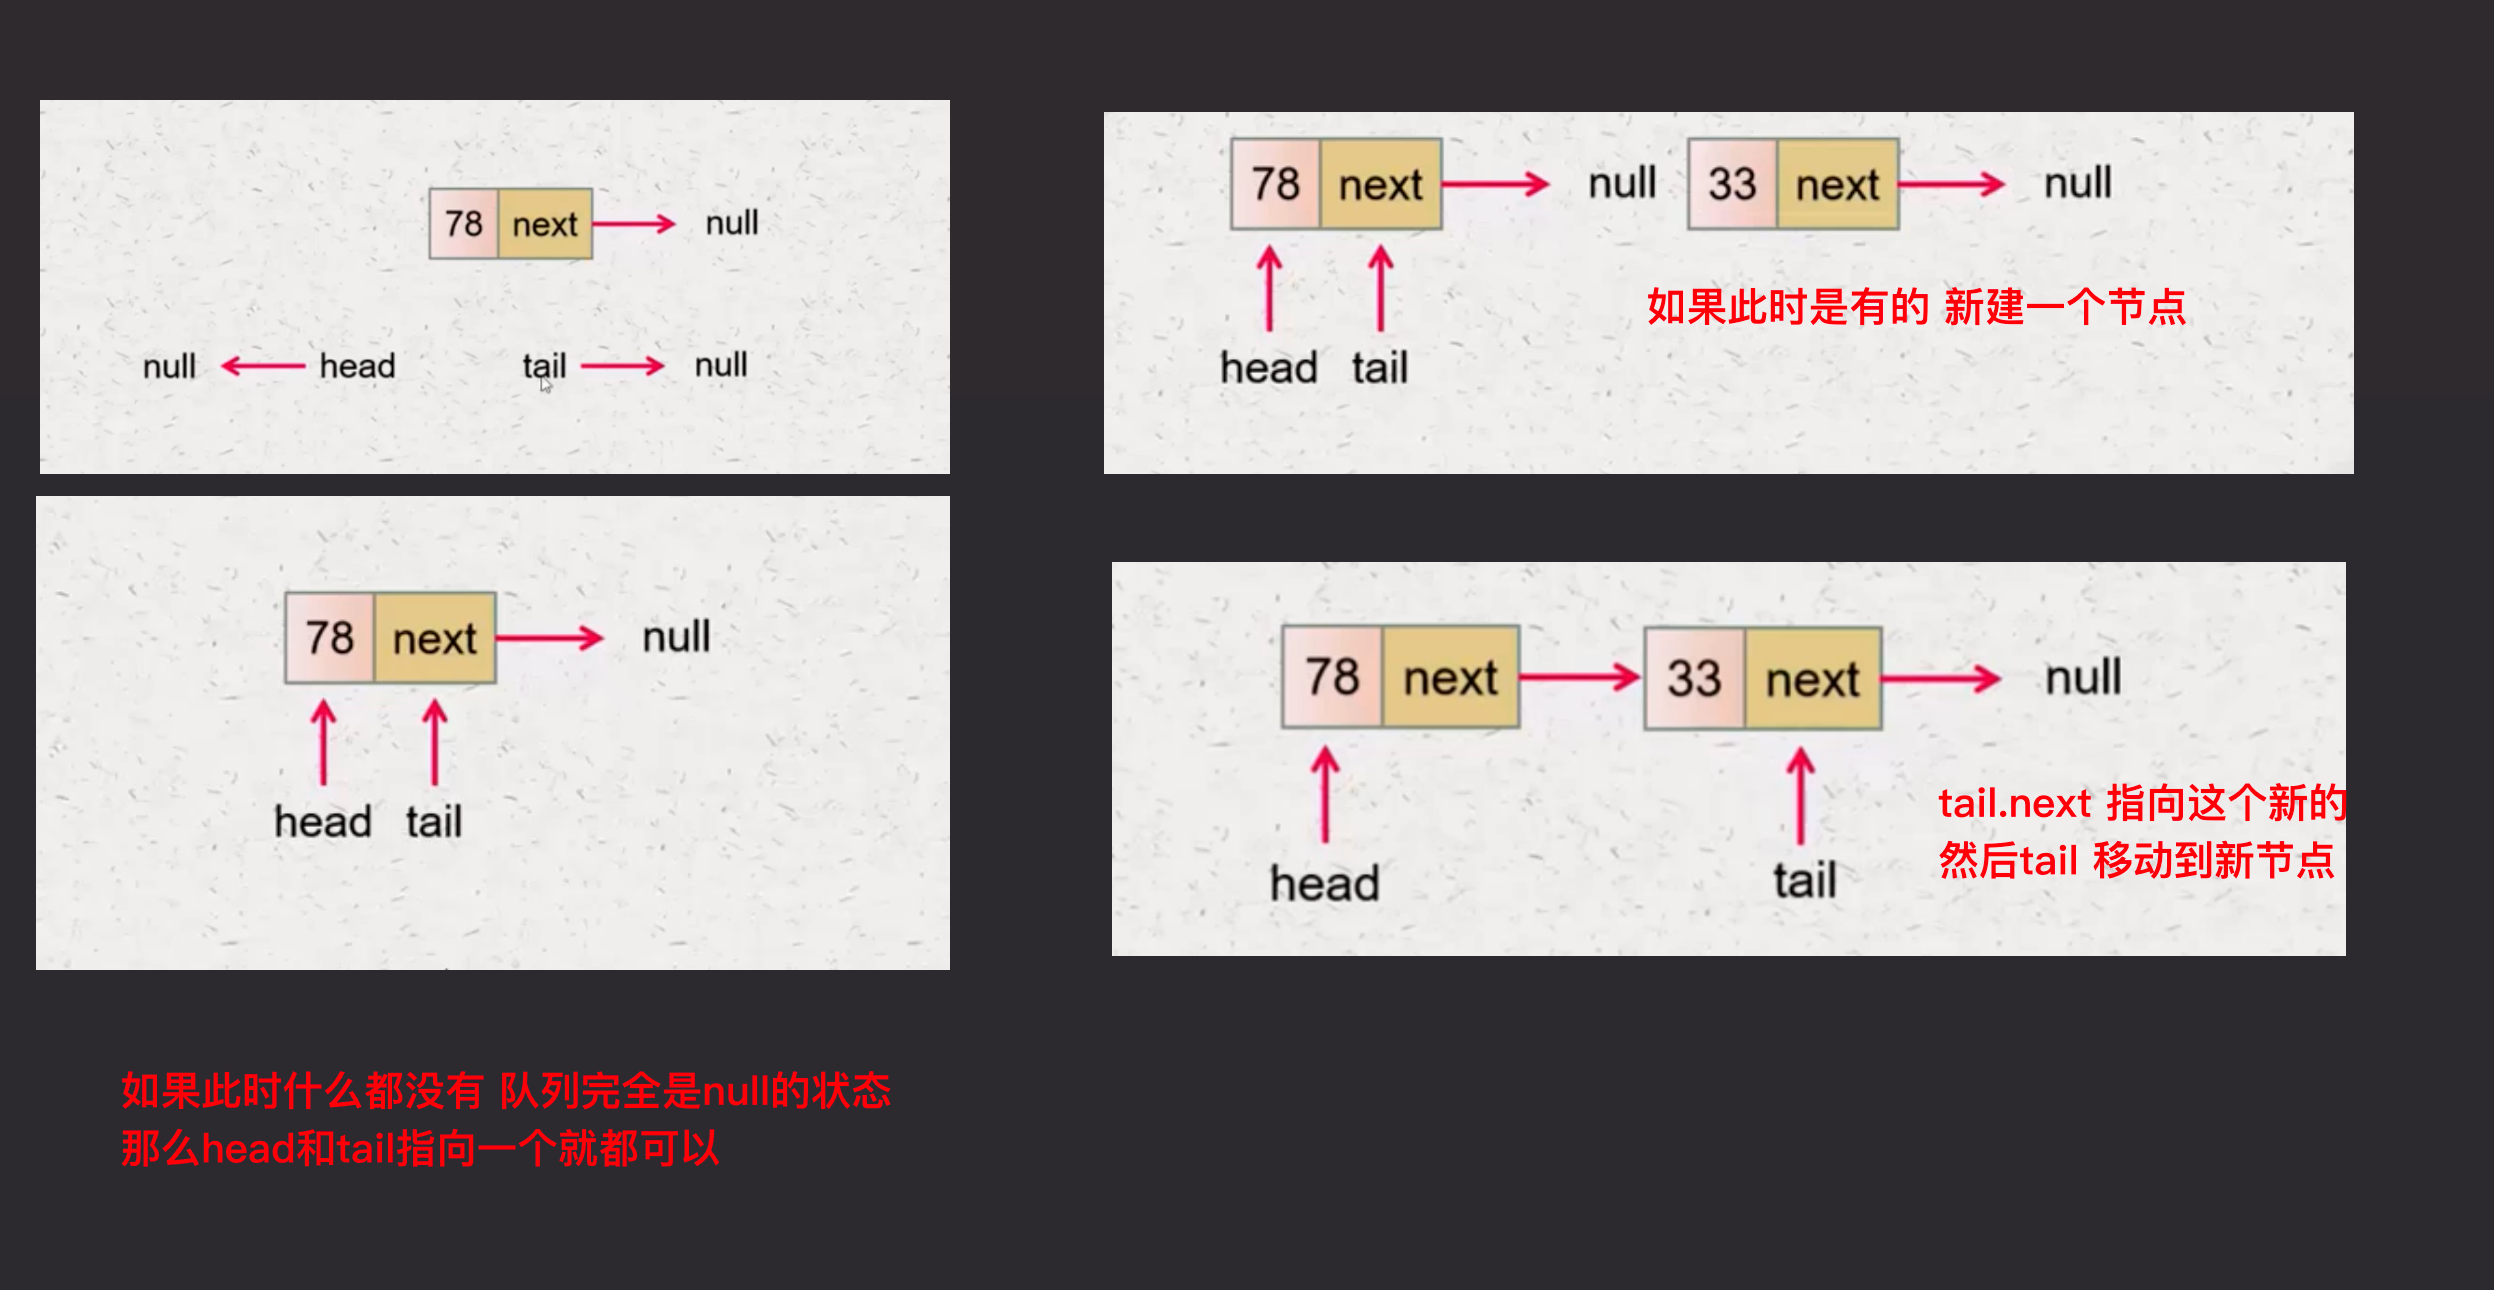 78 next null
null head tail null
78 next null
head tail
如果此时什么都没有 队列完全是null的状态
那么head和tail指向一个就都可以
78 next null 33 next null
如果此时是有的 新建一个节点
head tail
78 next 33 next null
tail.next 指向这个新的
然后tail 移动到新节点
head tail